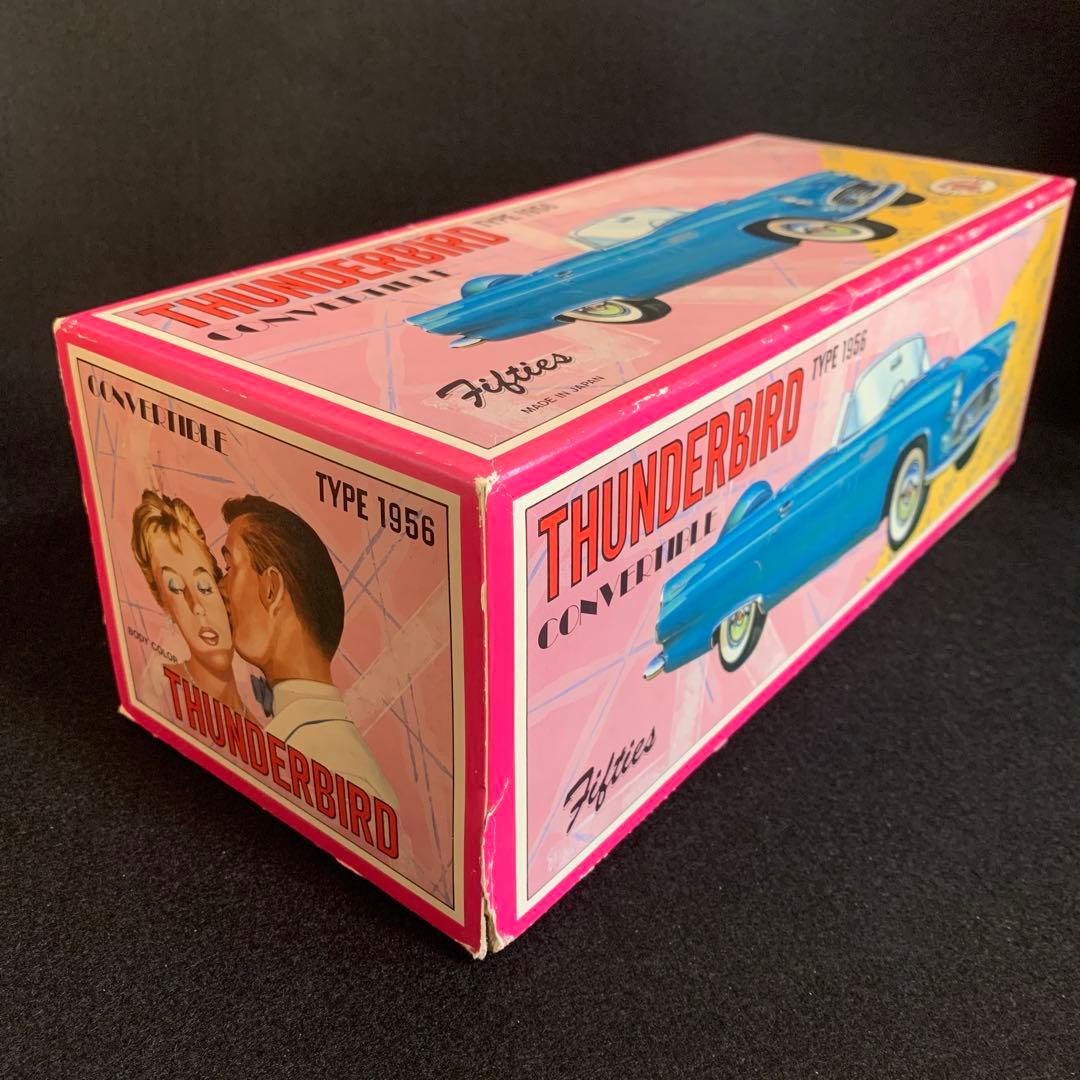 THUNDERBIRD TYPE 1956
CONVERTIBLE
Fifties
MADE IN JAPAN
CONVERTIBLE
TYPE 1956
BODY COLOR
THUNDERBIRD
THUNDERBIRD TYPE 1956
CONVERTIBLE
Fifties